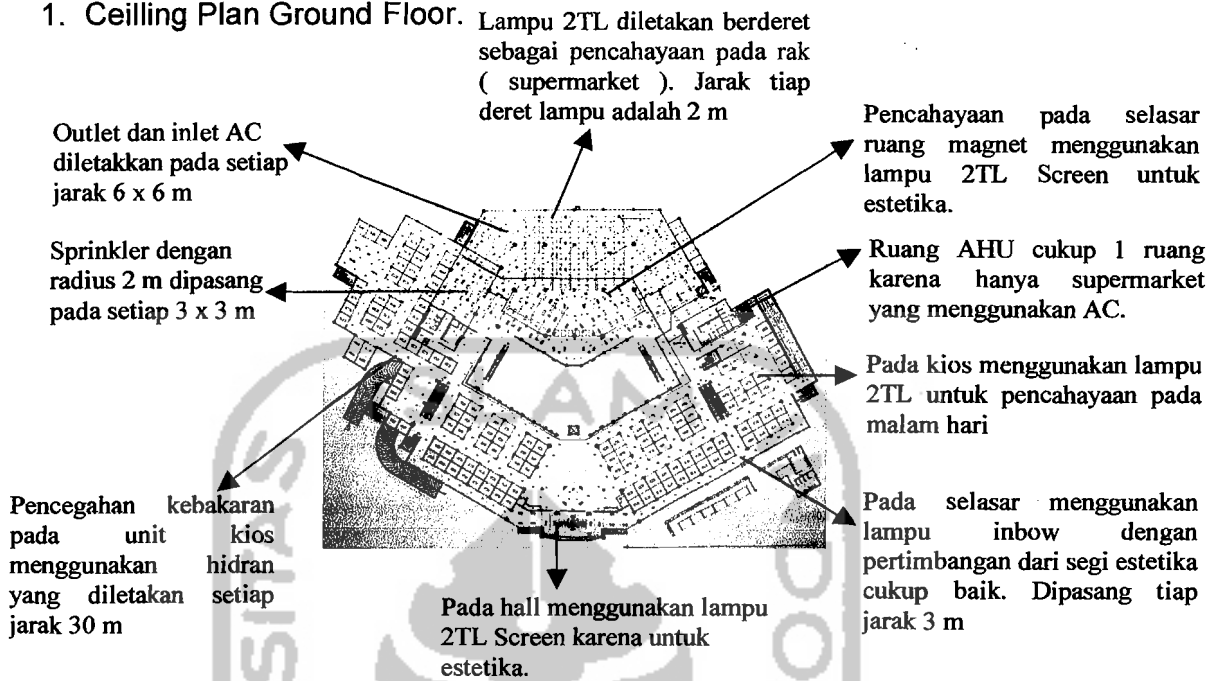 1. Ceilling Plan Ground Floor.
Lampu 2TL diletakan berderet
sebagai pencahayaan pada rak
( supermarket ). Jarak tiap
deret lampu adalah 2 m
Outlet dan inlet AC
diletakkan pada setiap
jarak 6 x 6 m
Sprinkler dengan
radius 2 m dipasang
pada setiap 3 x 3 m
Pencahayaan pada selasar
ruang magnet menggunakan
lampu 2TL Screen untuk
estetika.
Ruang AHU cukup 1 ruang
karena hanya supermarket
yang menggunakan AC.
Pada kios menggunakan lampu
2TL untuk pencahayaan pada
malam hari
Pencegahan kebakaran
pada unit kios
menggunakan hidran
yang diletakan setiap
jarak 30 m
Pada hall menggunakan lampu
2TL Screen karena untuk
estetika.
Pada selasar menggunakan
lampu inbow dengan
pertimbangan dari segi estetika
cukup baik. Dipasang tiap
jarak 3 m
ISLAM
SITAS